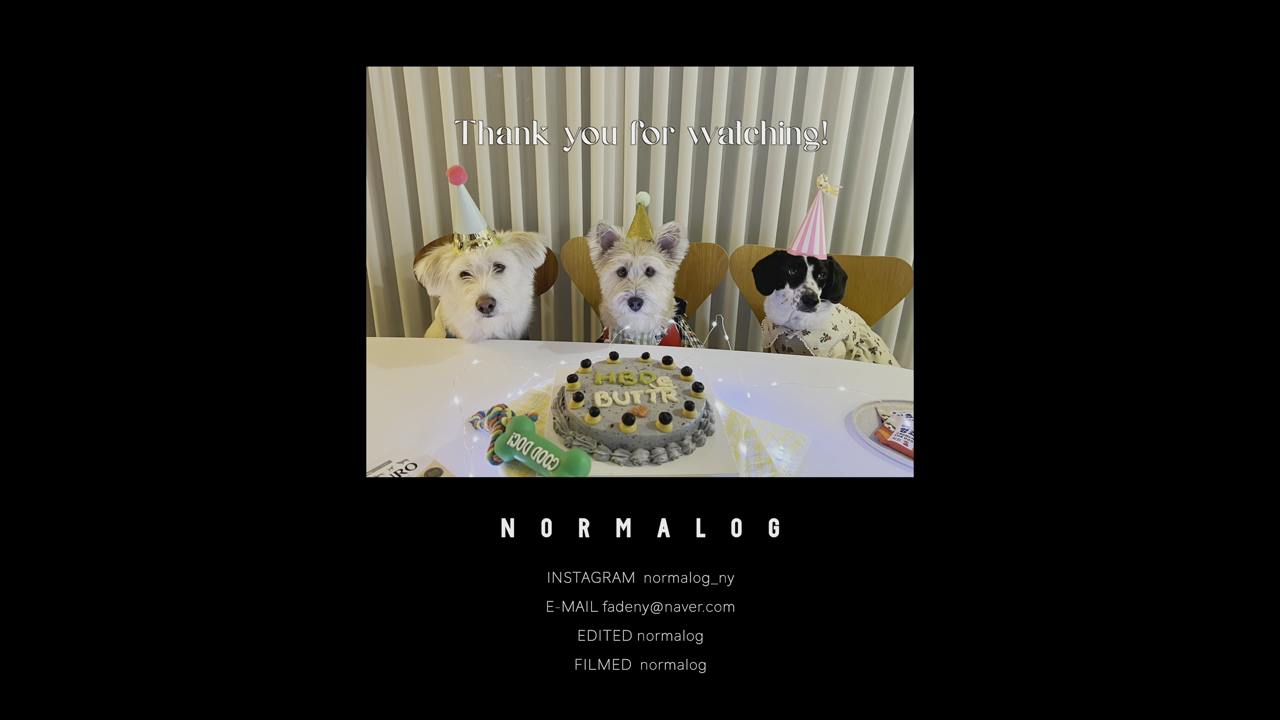 Thank you for watching!
HBD
BUTTR
GOOD DOG!
RO
NORMALOG
INSTAGRAM normalog_ny
E-MAIL fadeny@naver.com
EDITED normalog
FILMED normalog